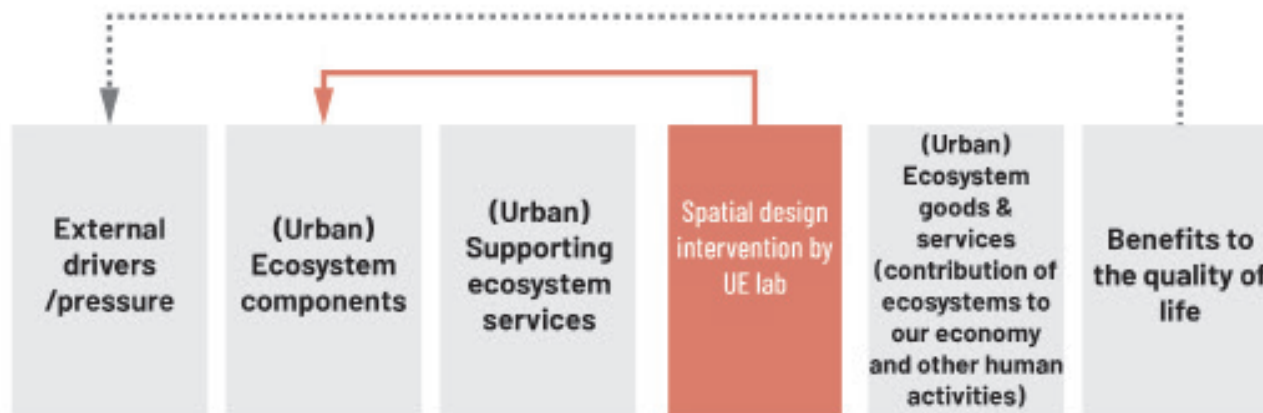 External
drivers
/pressure
(Urban)
Ecosystem
components
(Urban)
Supporting
ecosystem
services
Spatial design
intervention by
UE lab
(Urban)
Ecosystem
goods &
services
(contribution of
ecosystems to
our economy
and other human
activities)
Benefits to
the quality of
life